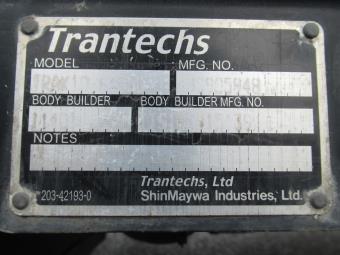 Trantechs
MODEL MFG. NO.
BODY BUILDER BODY BUILDER MFG. NO.
NOTES
Trantechs, Ltd
203-42193-0 ShinMaywa Industries, Ltd.